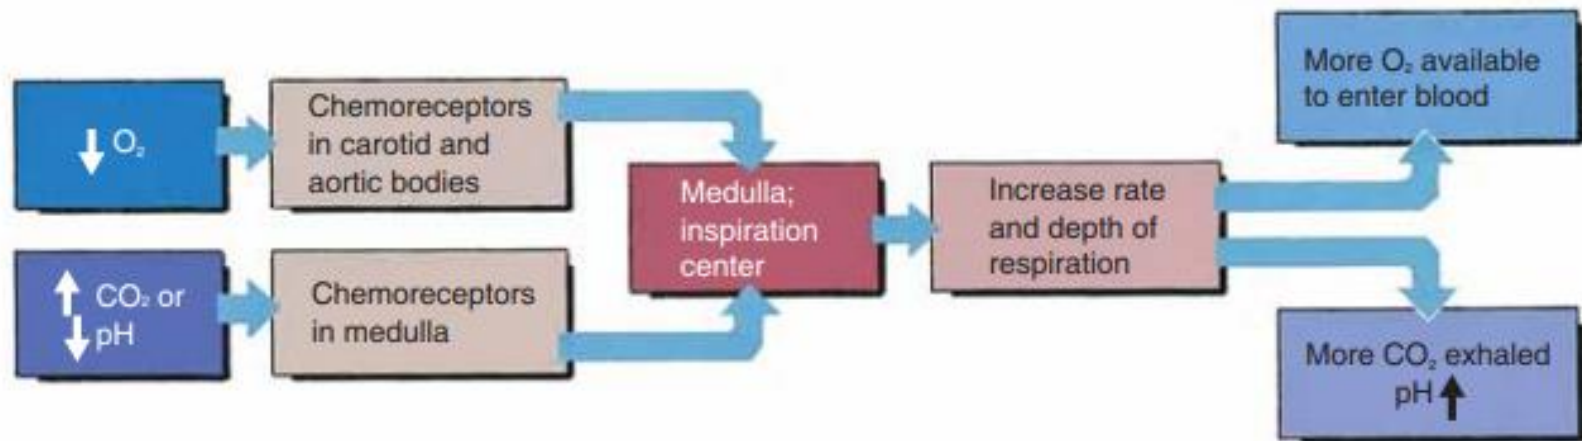 ↓ O₂
Chemoreceptors
in carotid and
aortic bodies
↑ CO₂ or
↓ pH
Chemoreceptors
in medulla
Medulla;
inspiration
center
Increase rate
and depth of
respiration
More O₂ available
to enter blood
More CO₂ exhaled
pH ↑